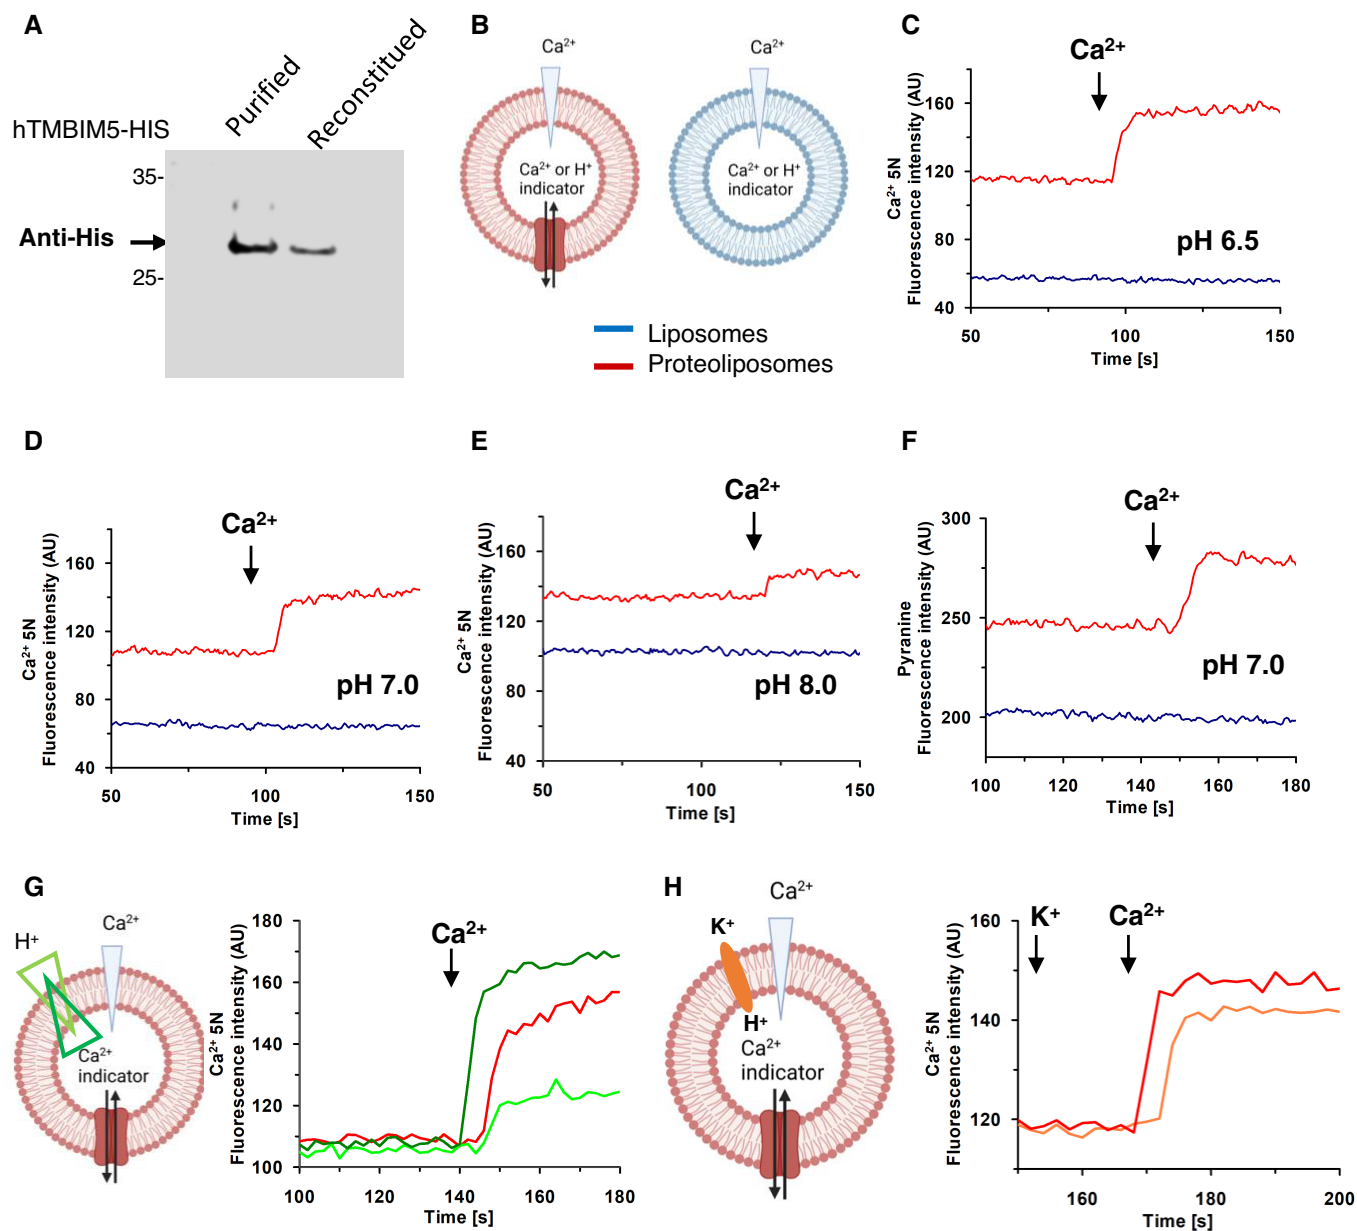 A
hTMBIM5-HIS
Purified
Reconstitued
35-
Anti-His
25-
B
Ca²⁺
Ca²⁺ or H⁺
indicator
Ca²⁺
Ca²⁺ or H⁺
indicator
Liposomes
Proteoliposomes
C
Ca²⁺
Ca²⁺ 5N
Fluorescence intensity (AU)
160
120
80
40
pH 6.5
50
100
150
Time [s]
D
Ca²⁺
Ca²⁺ 5N
Fluorescence intensity (AU)
160
120
80
40
pH 7.0
50
100
150
Time [s]
E
Ca²⁺
Ca²⁺ 5N
Fluorescence intensity (AU)
160
120
80
40
pH 8.0
50
100
150
Time [s]
F
Ca²⁺
Pyranine
Fluorescence intensity (AU)
300
250
200
pH 7.0
100
120
140
160
180
Time [s]
G
H⁺
Ca²⁺
Ca²⁺
indicator
Ca²⁺
Ca²⁺ 5N
Fluorescence intensity (AU)
180
160
140
120
100
100
120
140
160
180
Time [s]
H
Ca²⁺
K⁺
H⁺
Ca²⁺
indicator
K⁺
Ca²⁺
Ca²⁺ 5N
Fluorescence intensity (AU)
160
140
120
160
180
200
Time [s]